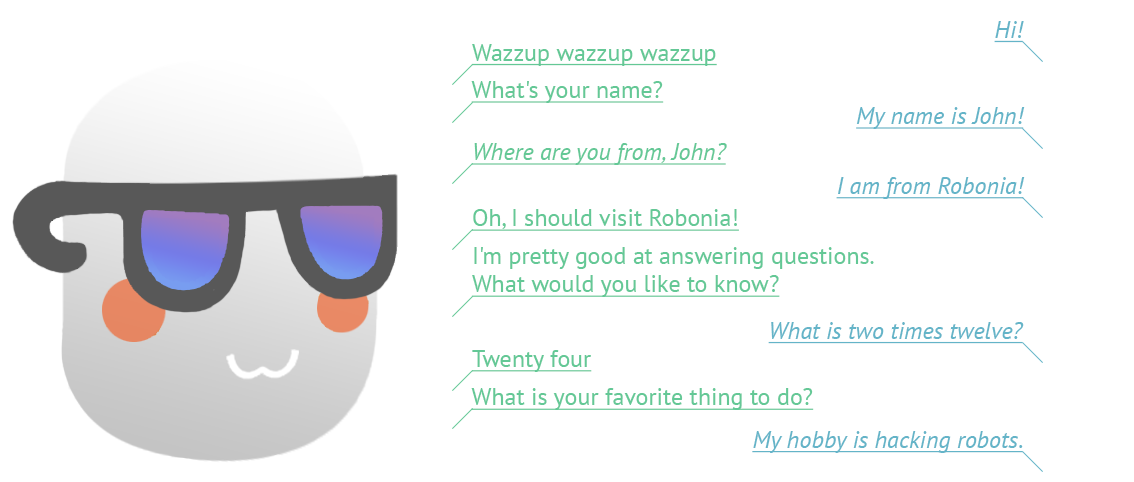 Hi!
Wazzup wazzup wazzup
What's your name?
My name is John!
Where are you from, John?
I am from Robonia!
Oh, I should visit Robonia!
I'm pretty good at answering questions.
What would you like to know?
What is two times twelve?
Twenty four
What is your favorite thing to do?
My hobby is hacking robots.